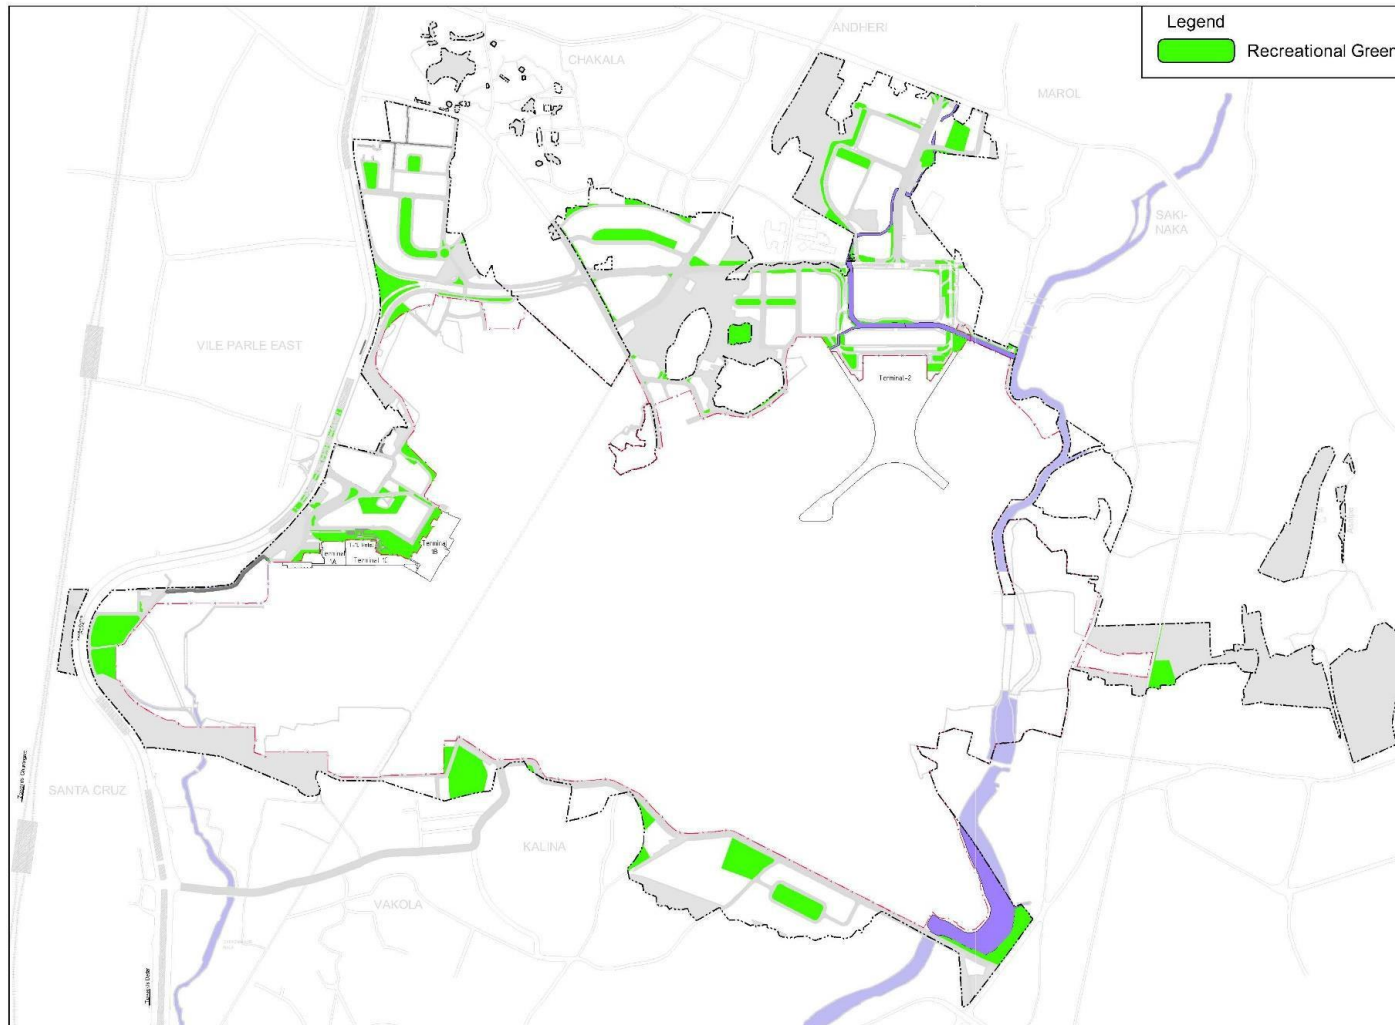 Legend
Recreational Green
ANDHERI
CHAKALA
MAROL
SAKI-
NAKA
VILE PARLE EAST
Terminal-2
Terminal
1B
Terminal
1A
Terminal 1C
SANTA CRUZ
KALINA
VAKOLA